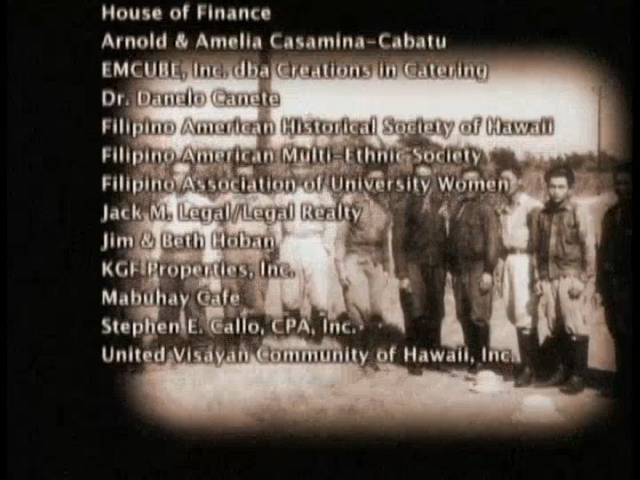 House of Finance
Arnold & Amelia Casamina-Cabatu
EMCUBE, Inc. dba Creations in Catering
Dr. Danelo Canete
Filipino American Historical Society of Hawaii
Filipino American Multi-Ethnic Society
Filipino Association of University Women
Jack M. Legal/Legal Realty
Jim & Beth Hoban
KGF Properties, Inc.
Mabuhay Cafe
Stephen E. Callo, CPA, Inc.
United Visayan Community of Hawaii, Inc.